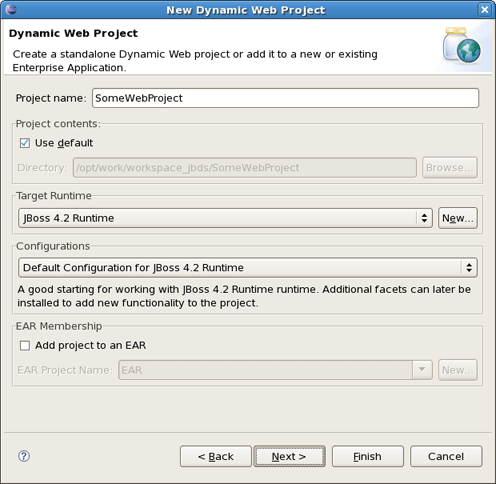 New Dynamic Web Project
Dynamic Web Project
Create a standalone Dynamic Web project or add it to a new or existing
Enterprise Application.
Project name: SomeWebProject
Project contents:
Use default
Directory: /opt/work/workspace_jbds/SomeWebProject Browse...
Target Runtime
JBoss 4.2 Runtime New...
Configurations
Default Configuration for JBoss 4.2 Runtime
A good starting for working with JBoss 4.2 Runtime runtime. Additional facets can later be
installed to add new functionality to the project.
EAR Membership
Add project to an EAR
EAR Project Name: EAR New...
? < Back Next > Finish Cancel